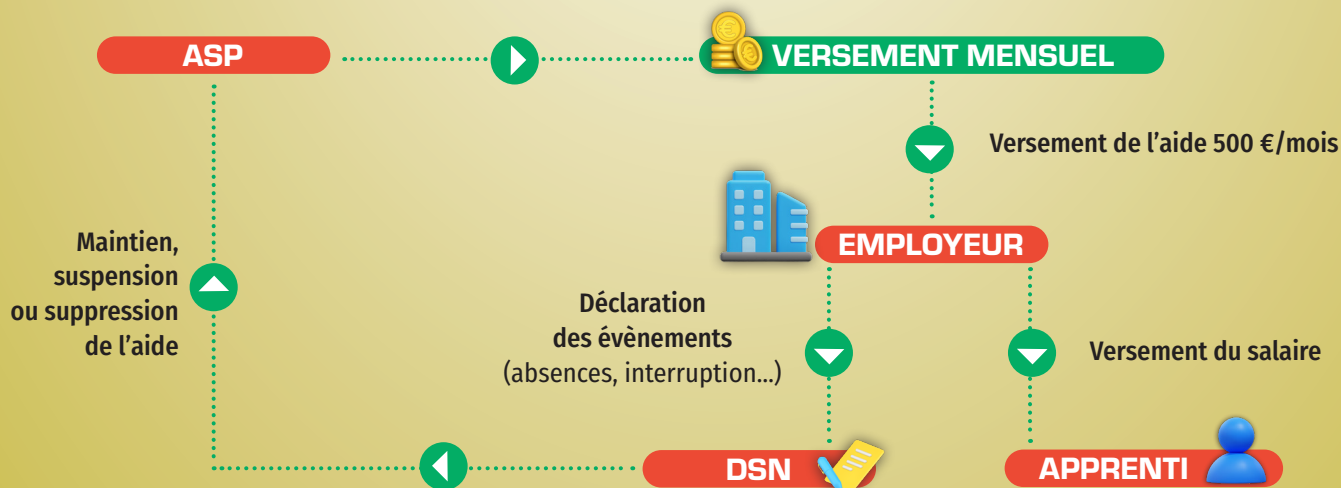 ASP
VERSEMENT MENSUEL
Versement de l’aide 500 €/mois
EMPLOYEUR
Maintien,
suspension
ou suppression
de l’aide
Déclaration
des évènements
(absences, interruption...)
Versement du salaire
DSN
APPRENTI